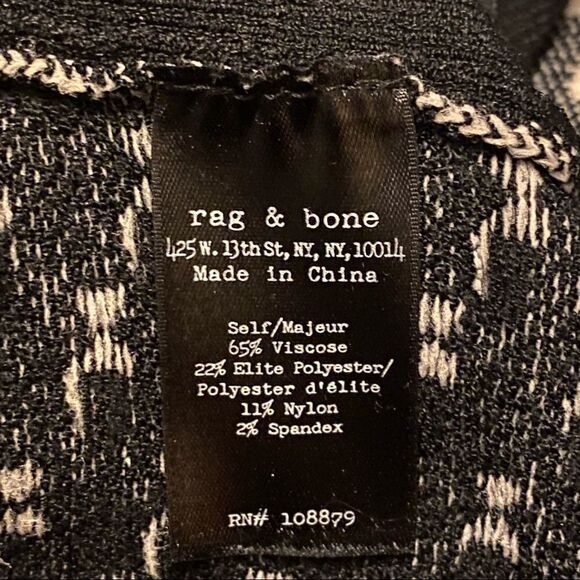 rag & bone
425 W. 13th St, NY, NY, 10014
Made in China
Self/Majeur
65% Viscose
22% Elite Polyester/
Polyester d'élite
11% Nylon
2% Spandex
RN# 108879